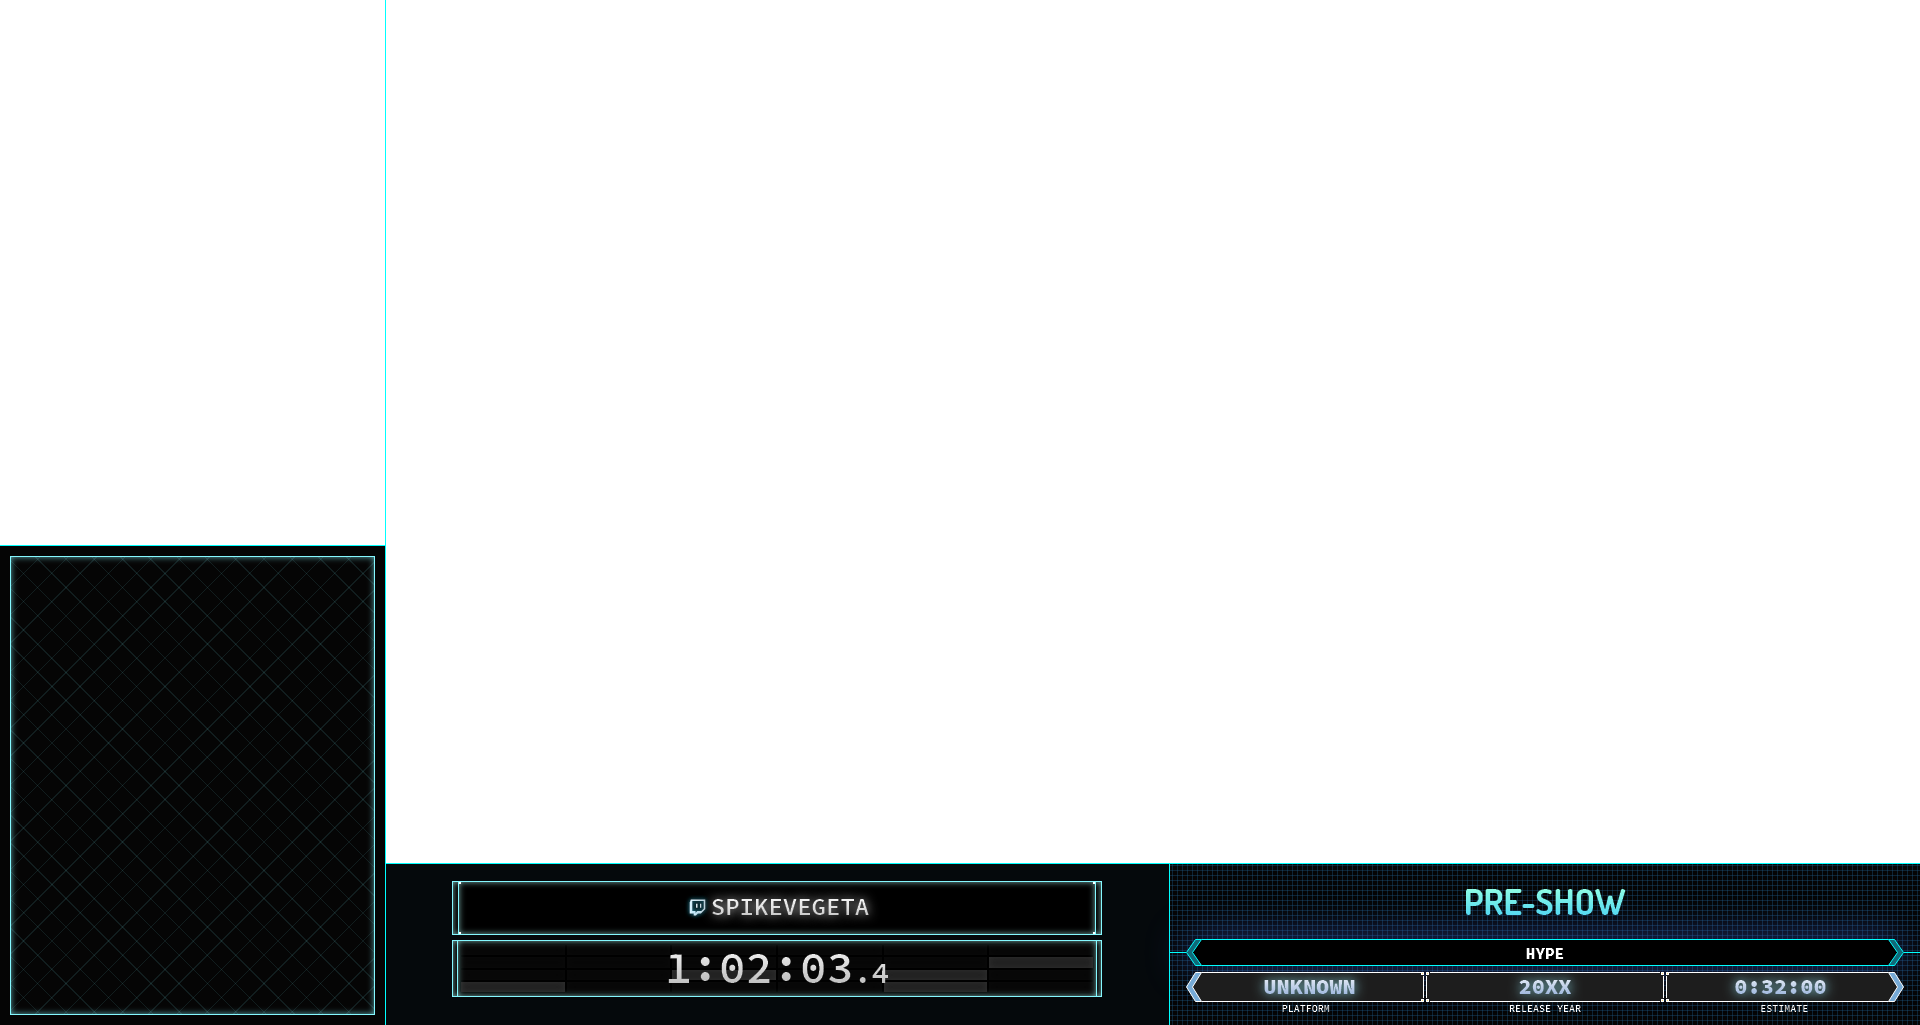 SPIKEVEGETA
1:02:03.4
PRE-SHOW
HYPE
UNKNOWN 20XX 0:32:00
PLATFORM RELEASE YEAR ESTIMATE